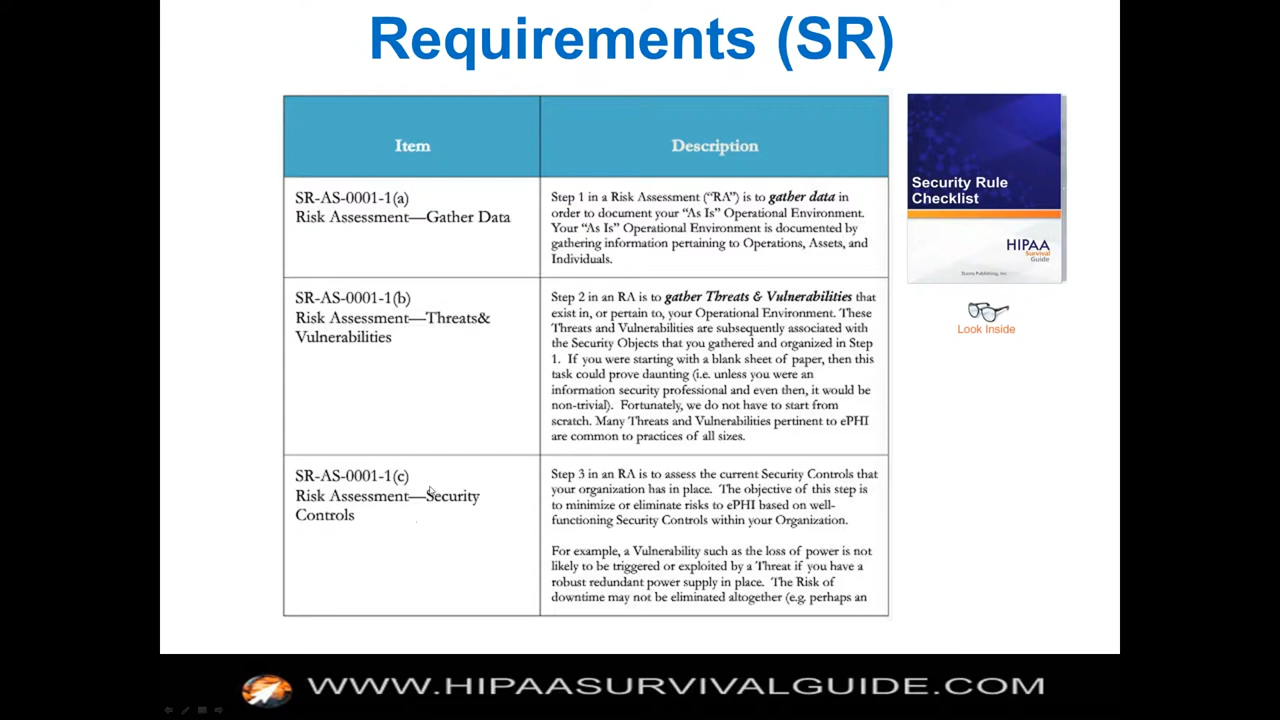 Requirements (SR)
Item
Description
SR-AS-0001-1(a)
Risk Assessment—Gather Data
Step 1 in a Risk Assessment (“RA”) is to gather data in
order to document your “As Is” Operational Environment.
Your “As Is” Operational Environment is documented by
gathering information pertaining to Operations, Assets, and
Individuals.
SR-AS-0001-1(b)
Risk Assessment—Threats&
Vulnerabilities
Step 2 in an RA is to gather Threats & Vulnerabilities that
exist in, or pertain to, your Operational Environment. These
Threats and Vulnerabilities are subsequently associated with
the Security Objects that you gathered and organized in Step
1. If you were starting with a blank sheet of paper, then this
task could prove daunting (i.e. unless you were an
information security professional and even then, it would be
non-trivial). Fortunately, we do not have to start from
scratch. Many Threats and Vulnerabilities pertinent to ePHI
are common to practices of all sizes.
SR-AS-0001-1(c)
Risk Assessment—Security
Controls
Step 3 in an RA is to assess the current Security Controls that
your organization has in place. The objective of this step is
to minimize or eliminate risks to ePHI based on well-
functioning Security Controls within your Organization.
For example, a Vulnerability such as the loss of power is not
likely to be triggered or exploited by a Threat if you have a
robust redundant power supply in place. The Risk of
downtime may not be eliminated altogether (e.g. perhaps an
Security Rule
Checklist
HIPAA
Survival
Guide
Look Inside
WWW.HIPAASURVIVALGUIDE.COM